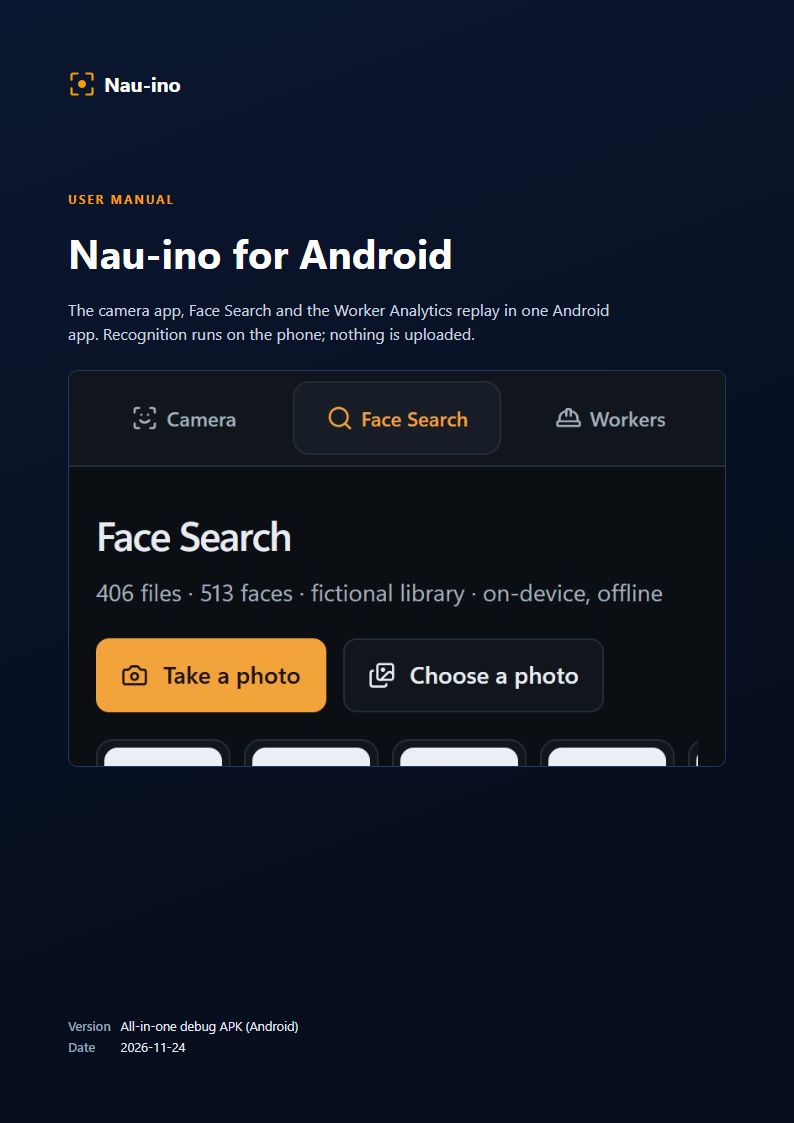 Nau-ino
USER MANUAL
Nau-ino for Android
The camera app, Face Search and the Worker Analytics replay in one Android
app. Recognition runs on the phone; nothing is uploaded.
Camera
Face Search
Workers
Face Search
406 files · 513 faces · fictional library · on-device, offline
Take a photo
Choose a photo
Version All-in-one debug APK (Android)
Date 2026-11-24